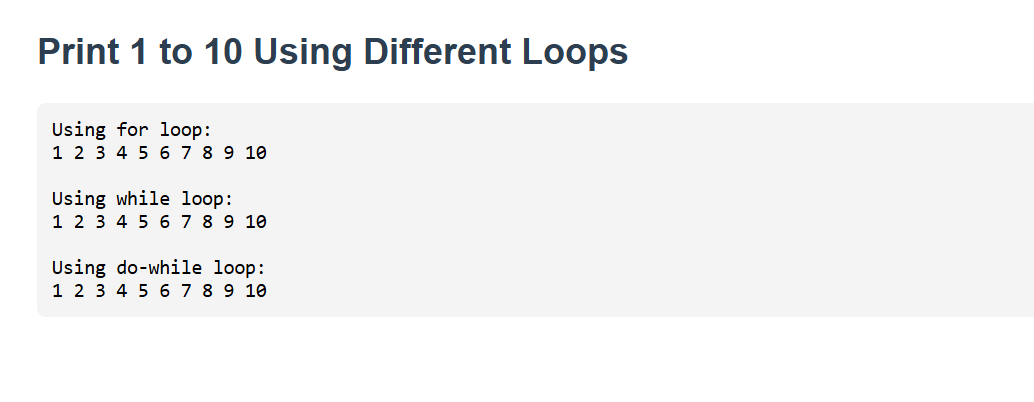 Print 1 to 10 Using Different Loops
Using for loop:
1 2 3 4 5 6 7 8 9 10
Using while loop:
1 2 3 4 5 6 7 8 9 10
Using do-while loop:
1 2 3 4 5 6 7 8 9 10